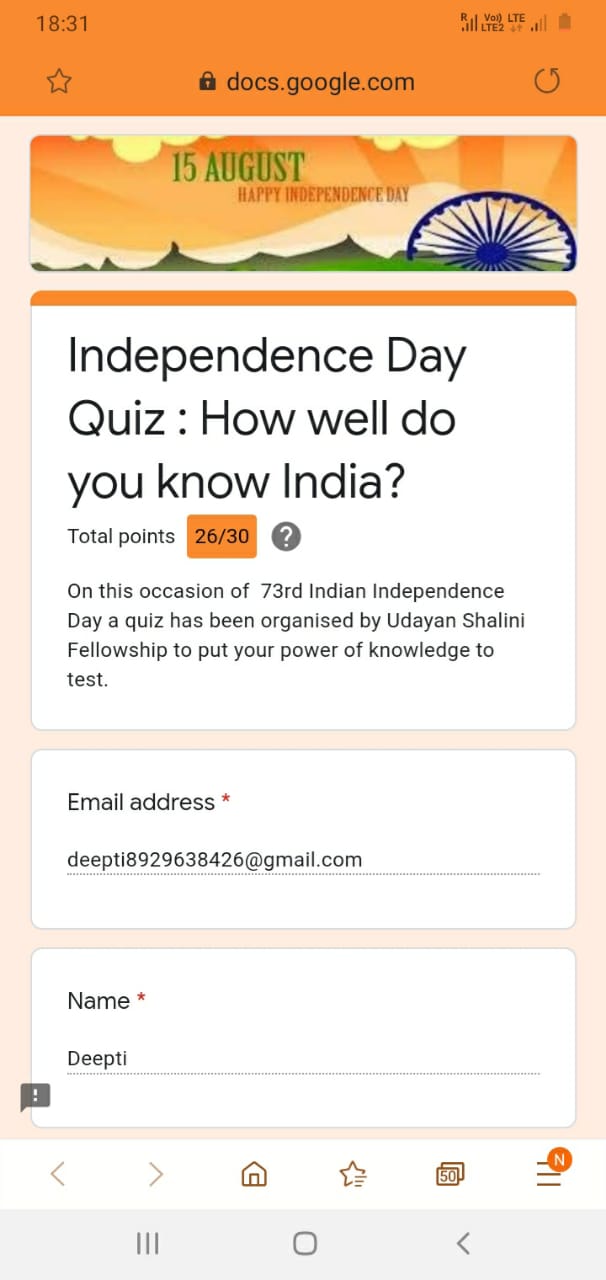 18:31
R Vo)) LTE
LTE2
docs.google.com
15 AUGUST
HAPPY INDEPENDENCE DAY
Independence Day
Quiz : How well do
you know India?
Total points 26/30 ?
On this occasion of 73rd Indian Independence
Day a quiz has been organised by Udayan Shalini
Fellowship to put your power of knowledge to
test.
Email address *
deepti8929638426@gmail.com
Name *
Deepti
!
50
N